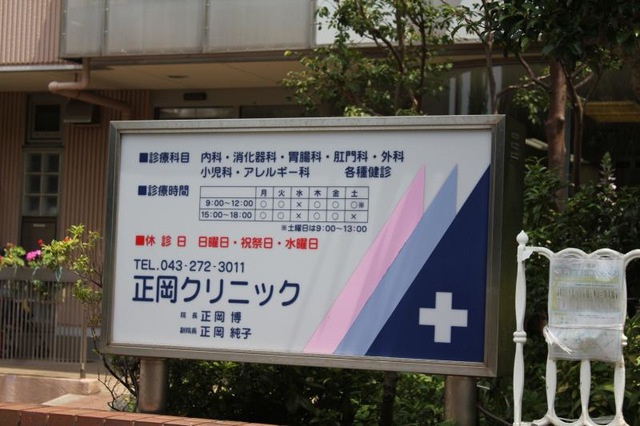 ■診療科目 内科・消化器科・胃腸科・肛門科・外科
小児科・アレルギー科 各種健診
■診療時間
月 火 水 木 金 土
9:00〜12:00 ○ ○ × ○ ○ ○※
15:00〜18:00 ○ ○ × ○ ○ ×
※土曜日は9:00〜13:00
■休診日 日曜日・祝祭日・水曜日
TEL.043-272-3011
正岡クリニック
院長 正岡 博
副院長 正岡 純子